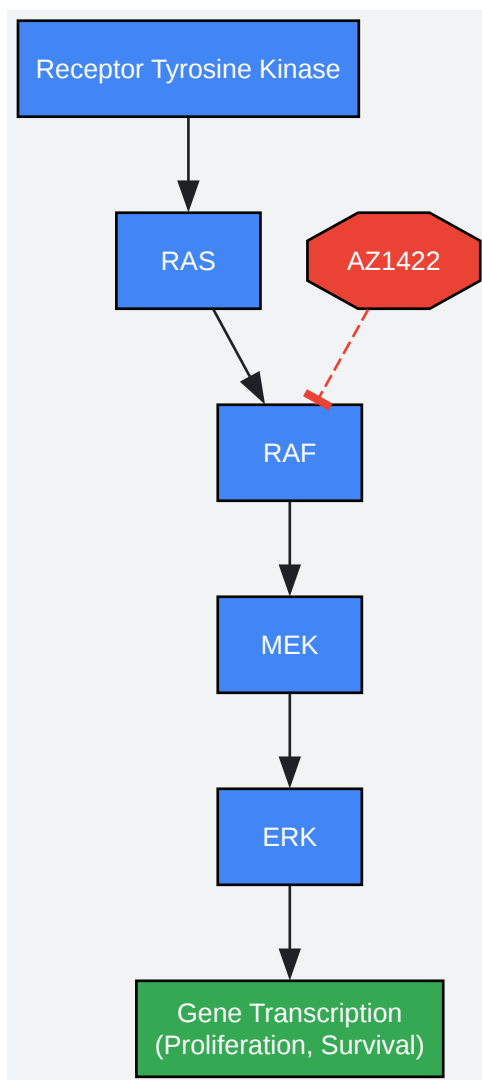 Receptor Tyrosine Kinase
RAS
AZ1422
RAF
MEK
ERK
Gene Transcription
(Proliferation, Survival)